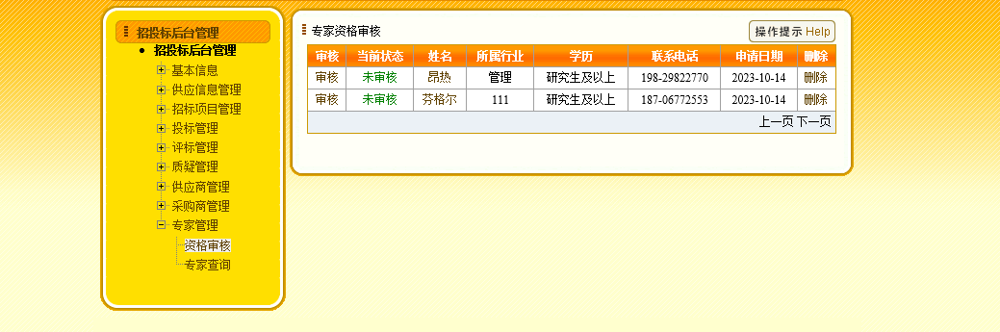 招投标后台管理
招投标后台管理
基本信息
供应信息管理
招标项目管理
投标管理
评标管理
质疑管理
供应商管理
采购商管理
专家管理
资格审核
专家查询
专家资格审核
操作提示 Help
审核 当前状态 姓名 所属行业 学历 联系电话 申请日期 删除
审核 未审核 昂热 管理 研究生及以上 198-29822770 2023-10-14 删除
审核 未审核 芬格尔 111 研究生及以上 187-06772553 2023-10-14 删除
上一页 下一页